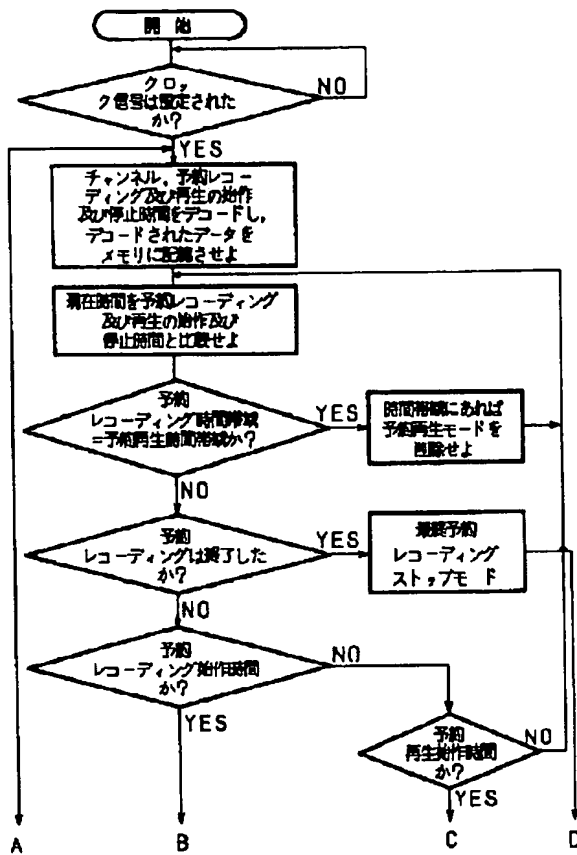 開始
クロッ
ク信号は設定された
か?
NO
YES
チャンネル、予約レコー
ディング及び再生の始作
及び停止時間をデコードし、
デコードされたデータを
メモリに記憶させよ
現在時間を予約レコーディング
及び再生の始作及び
停止時間と比較せよ
予約
レコーディング時間帯域
=予約再生時間帯域か?
YES
時間帯域にあれば
予約再生モードを
削除せよ
NO
予約
レコーディングは終了した
か?
YES
最終予約
レコーディング
ストップモード
NO
予約
レコーディング始作時間
か?
NO
YES
予約
再生始作時間
か?
NO
YES
A
B
C
D